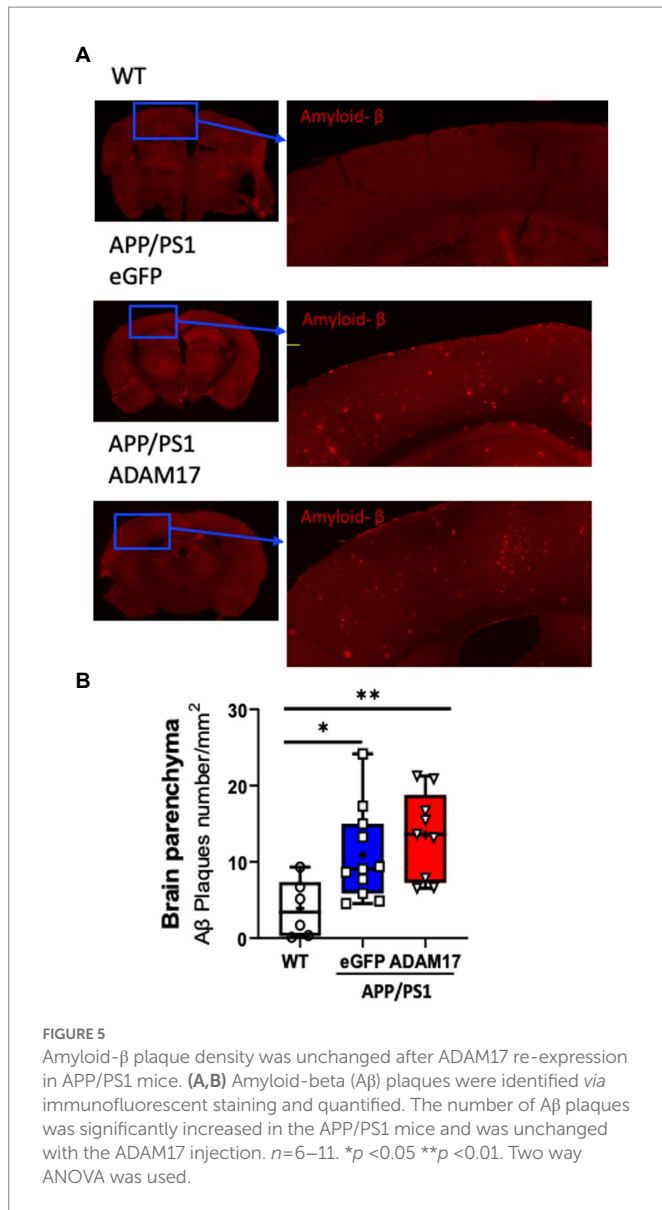 A
WT
Amyloid- β
APP/PS1
eGFP
Amyloid- β
APP/PS1
ADAM17
Amyloid- β
B
Brain parenchyma
Aβ Plaques number/mm²
30
20
10
0
*
**
WT
eGFP ADAM17
APP/PS1
FIGURE 5
Amyloid-β plaque density was unchanged after ADAM17 re-expression
in APP/PS1 mice. (A,B) Amyloid-beta (Aβ) plaques were identified via
immunofluorescent staining and quantified. The number of Aβ plaques
was significantly increased in the APP/PS1 mice and was unchanged
with the ADAM17 injection. n=6–11. *p <0.05 **p <0.01. Two way
ANOVA was used.